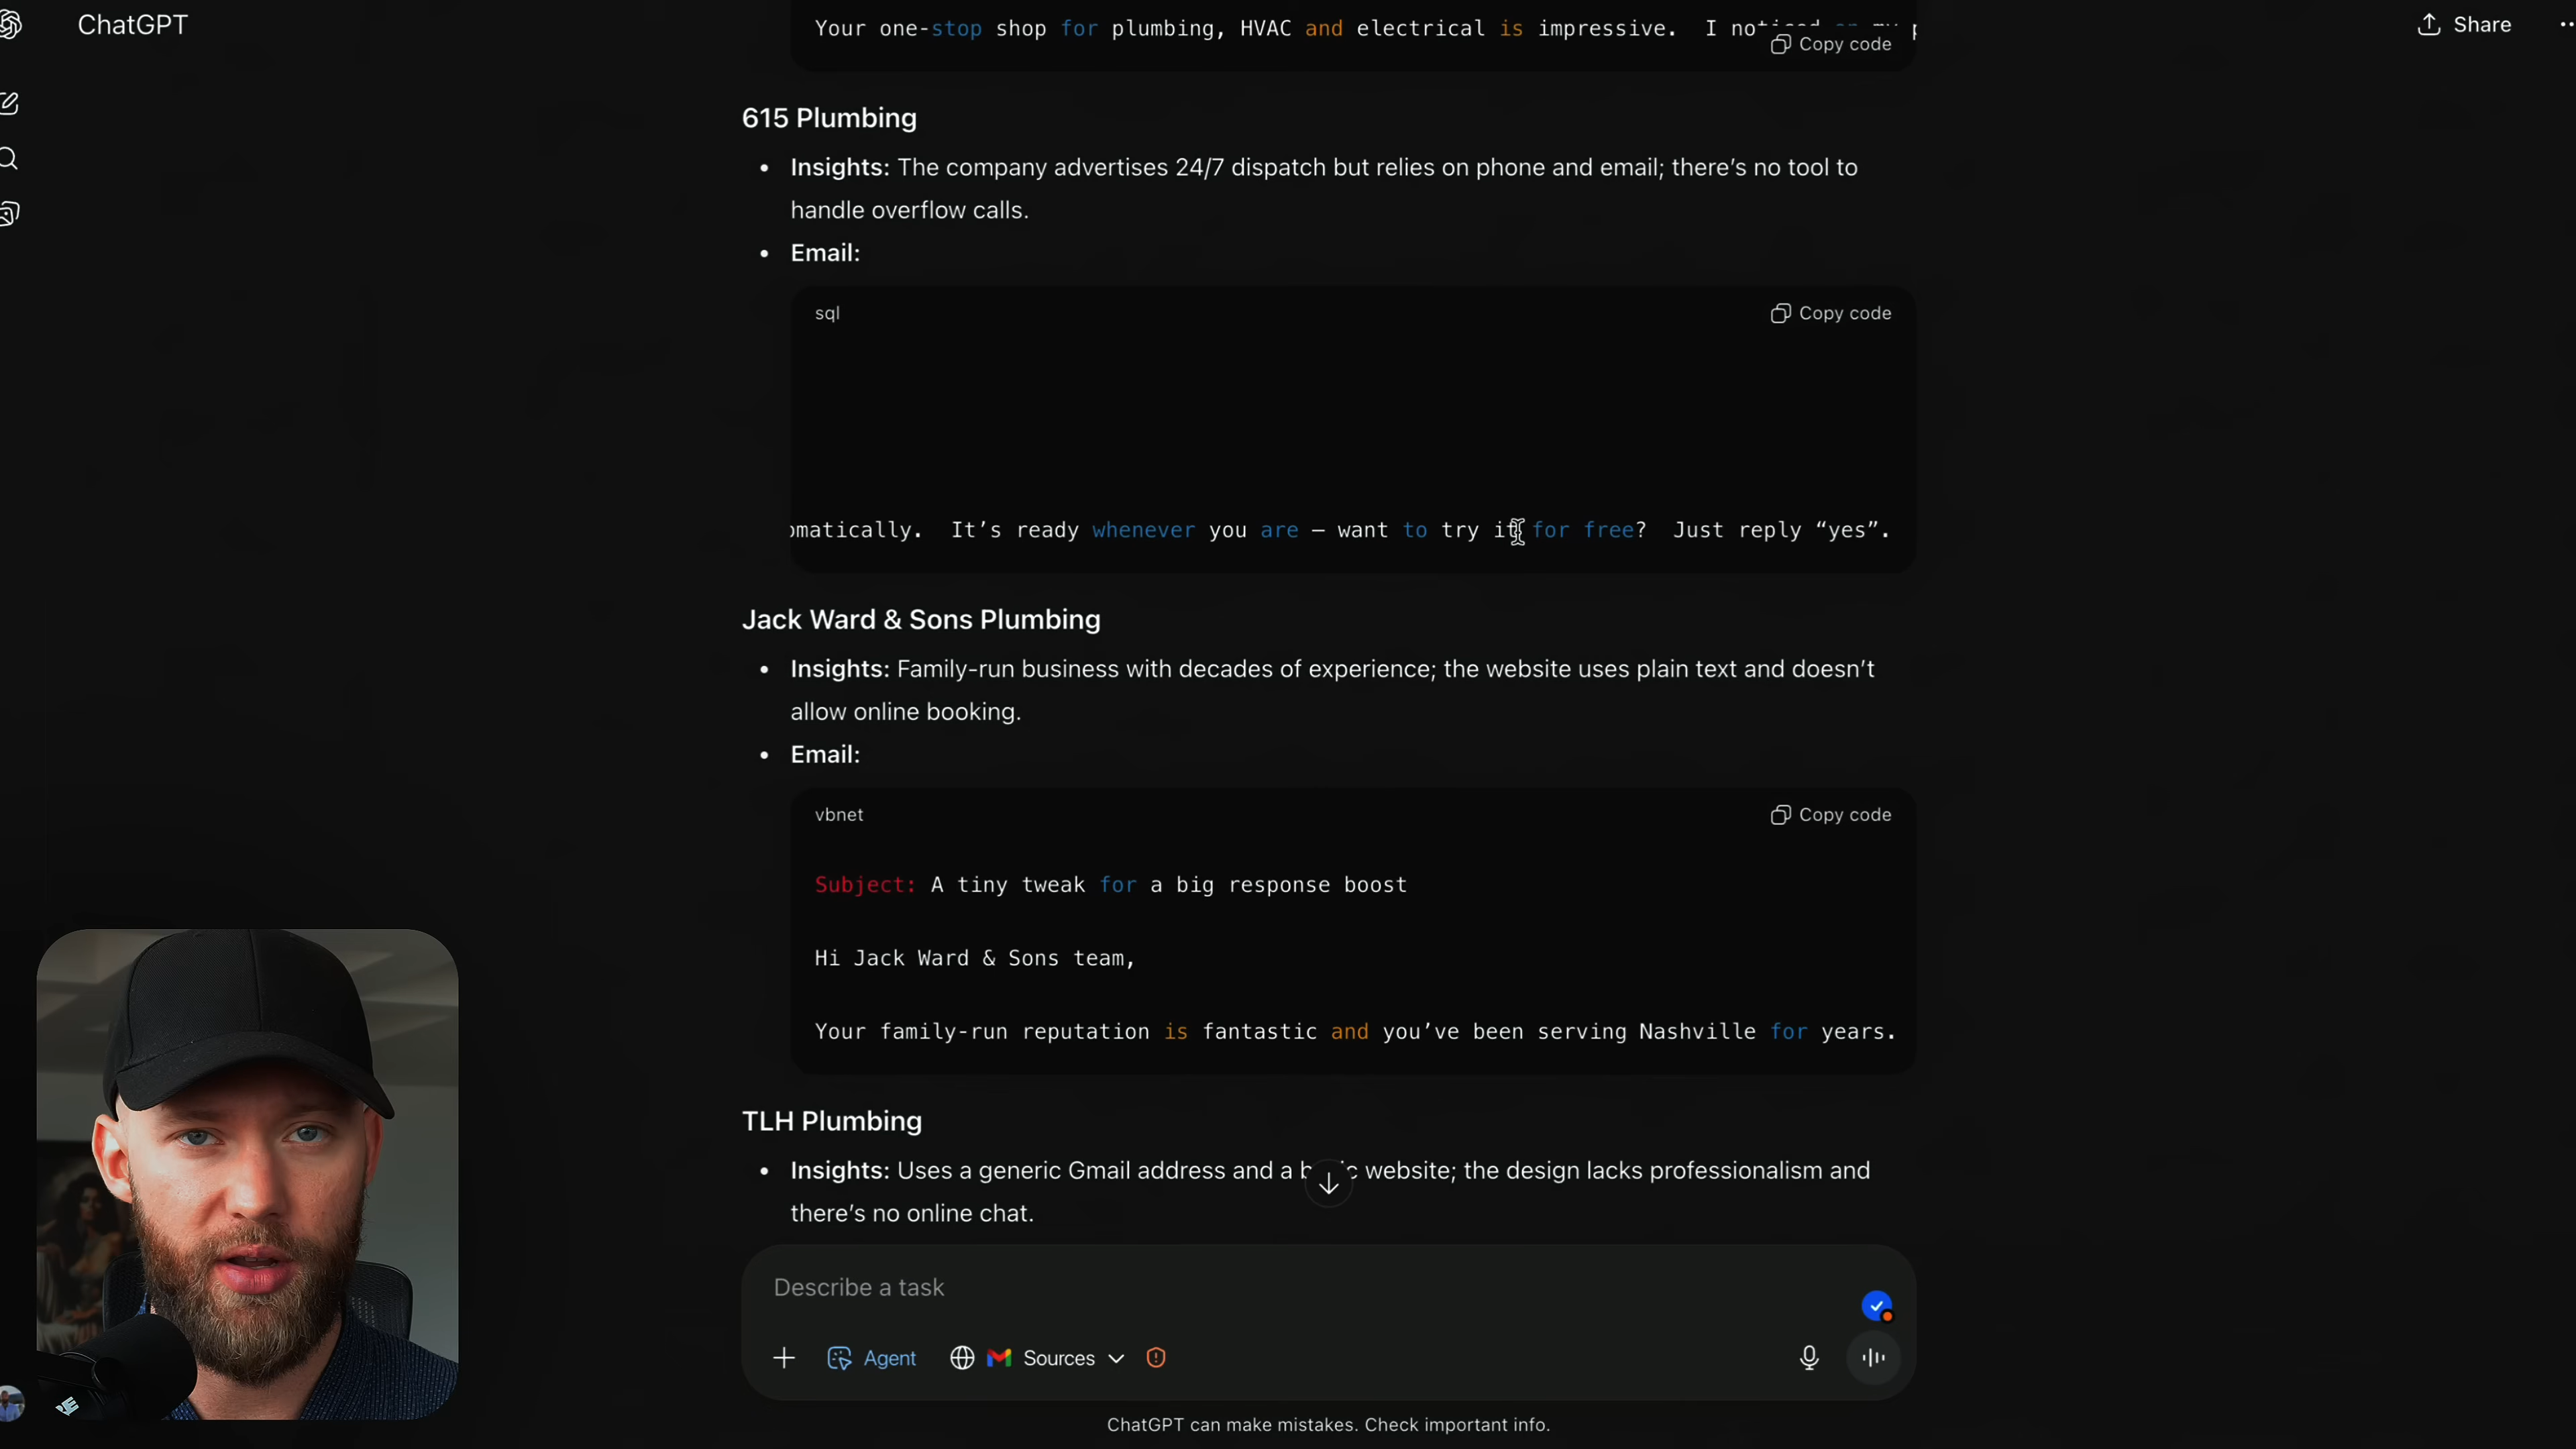 ChatGPT
Share
Your one-stop shop for plumbing, HVAC and electrical is impressive. I noticed on my
Copy code
615 Plumbing
• Insights: The company advertises 24/7 dispatch but relies on phone and email; there’s no tool to
handle overflow calls.
• Email:
sql
Copy code
omatically. It’s ready whenever you are – want to try it for free? Just reply “yes”.
Jack Ward & Sons Plumbing
• Insights: Family-run business with decades of experience; the website uses plain text and doesn’t
allow online booking.
• Email:
vbnet
Copy code
Subject: A tiny tweak for a big response boost
Hi Jack Ward & Sons team,
Your family-run reputation is fantastic and you’ve been serving Nashville for years.
TLH Plumbing
• Insights: Uses a generic Gmail address and a basic website; the design lacks professionalism and
there’s no online chat.
Describe a task
Agent
Sources
ChatGPT can make mistakes. Check important info.